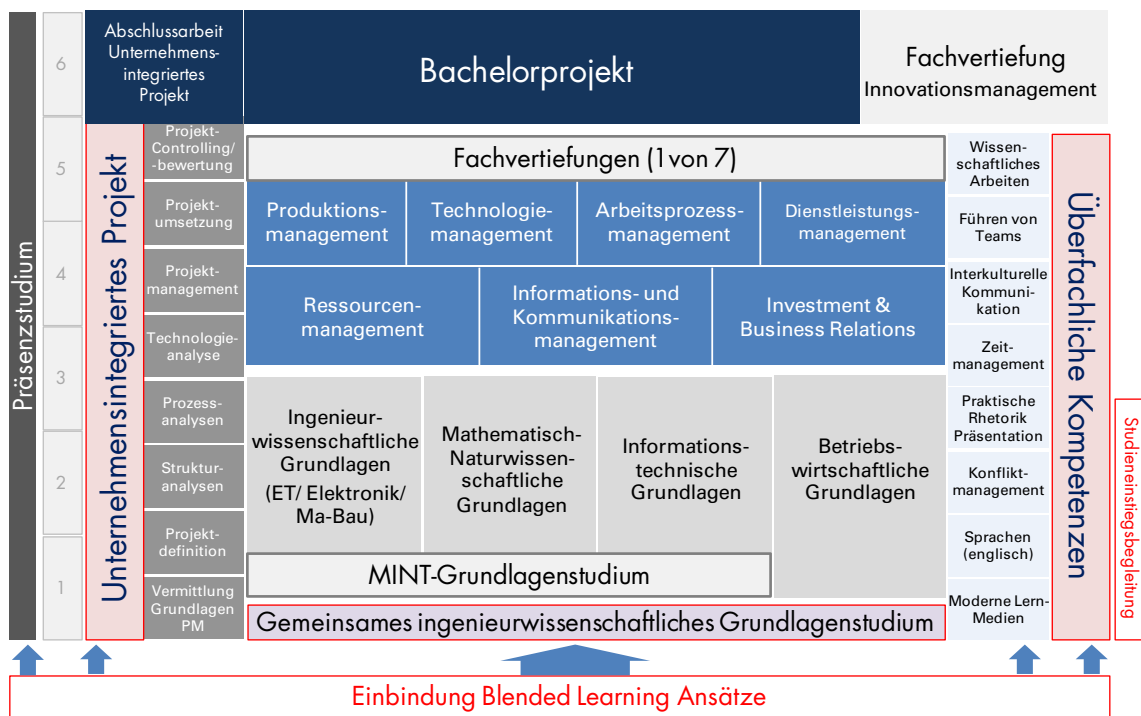 Präsenzstudium
6
5
4
3
2
1
Abschlussarbeit
Unternehmens-
integriertes
Projekt
Bachelorprojekt
Fachvertiefung
Innovationsmanagement
Unternehmensintegriertes Projekt
Projekt-
Controlling/
-bewertung
Projekt-
umsetzung
Projekt-
management
Technologie-
analyse
Prozess-
analysen
Struktur-
analysen
Projekt-
definition
Vermittlung
Grundlagen
PM
Fachvertiefungen (1von 7)
Produktions-
management
Technologie-
management
Arbeitsprozess-
management
Dienstleistungs-
management
Ressourcen-
management
Informations- und
Kommunikations-
management
Investment &
Business Relations
Ingenieur-
wissenschaftliche
Grundlagen
(ET/ Elektronik/
Ma-Bau)
Mathematisch-
Naturwissen-
schaftliche
Grundlagen
Informations-
technische
Grundlagen
Betriebs-
wirtschaftliche
Grundlagen
MINT-Grundlagenstudium
Gemeinsames ingenieurwissenschaftliches Grundlagenstudium
Wissen-
schaftliches
Arbeiten
Führen von
Teams
Interkulturelle
Kommuni-
kation
Zeit-
management
Praktische
Rhetorik
Präsentation
Konflikt-
management
Sprachen
(englisch)
Moderne Lern-
Medien
Überfachliche Kompetenzen
Studieneinstiegsbegleitung
Einbindung Blended Learning Ansätze